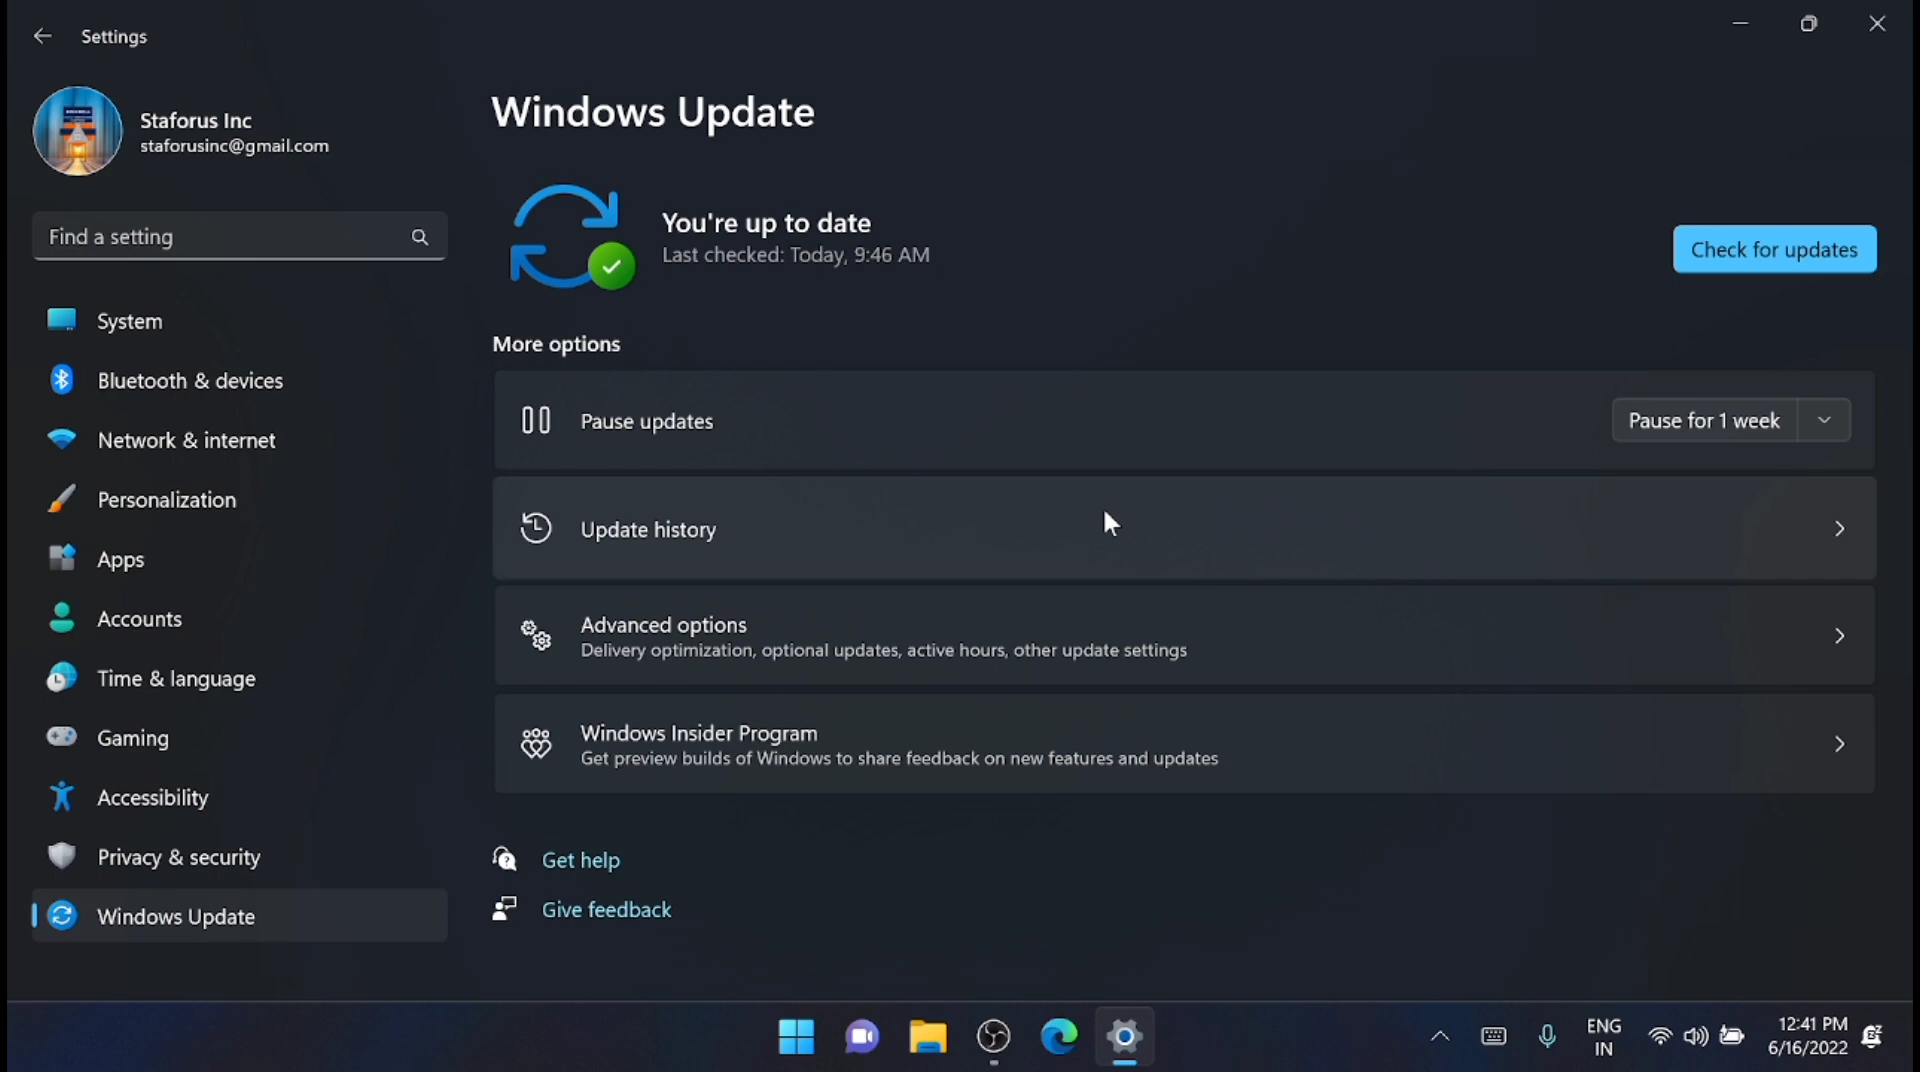 Settings
Staforus Inc
staforusinc@gmail.com
Find a setting
System
Bluetooth & devices
Network & internet
Personalization
Apps
Accounts
Time & language
Gaming
Accessibility
Privacy & security
Windows Update
Windows Update
You're up to date
Last checked: Today, 9:46 AM
Check for updates
More options
Pause updates
Pause for 1 week
Update history
Advanced options
Delivery optimization, optional updates, active hours, other update settings
Windows Insider Program
Get preview builds of Windows to share feedback on new features and updates
Get help
Give feedback
ENG
IN
12:41 PM
6/16/2022